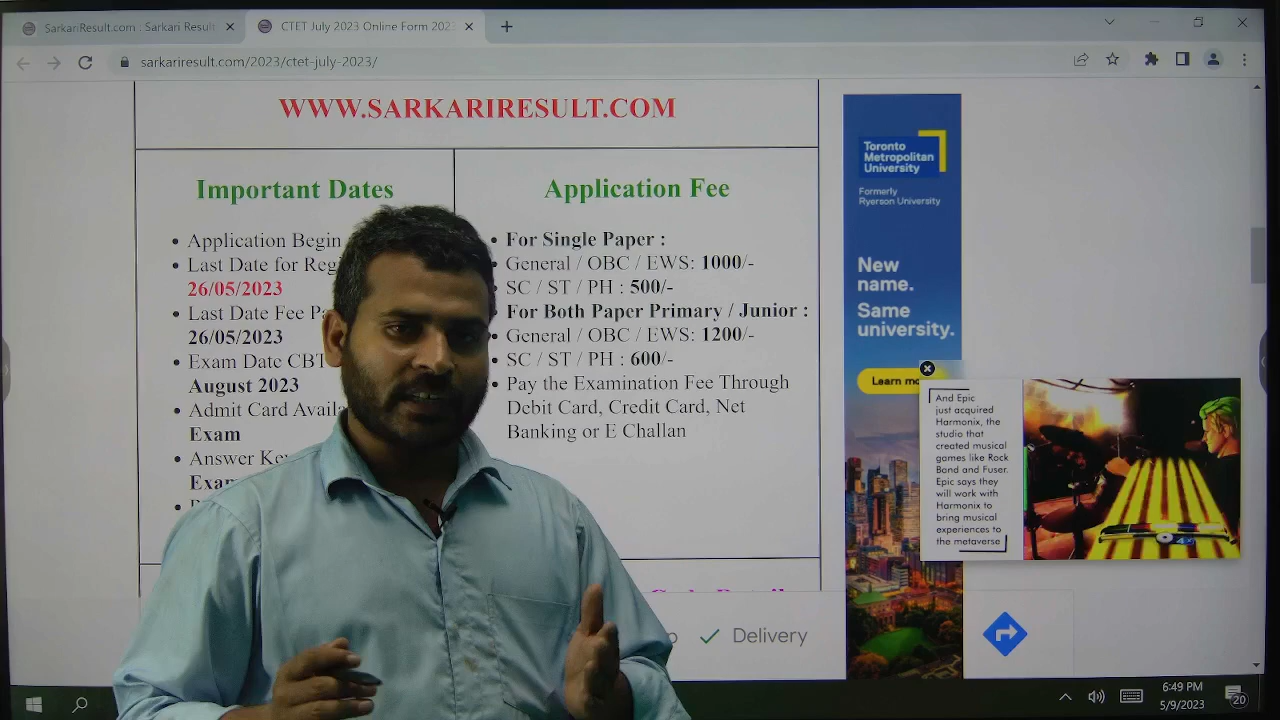 SarkariResult.com : Sarkari Result
CTET July 2023 Online Form 202
sarkariresult.com/2023/ctet-july-2023/
WWW.SARKARIRESULT.COM
Important Dates
Application Begin
Last Date for Reg
26/05/2023
Last Date Fee Pa
26/05/2023
Exam Date CBT
August 2023
Admit Card Availa
Exam
Answer Key
Exam
Application Fee
For Single Paper :
General / OBC / EWS: 1000/-
SC / ST / PH : 500/-
For Both Paper Primary / Junior :
General / OBC / EWS: 1200/-
SC / ST / PH : 600/-
Pay the Examination Fee Through
Debit Card, Credit Card, Net
Banking or E Challan
Toronto
Metropolitan
University
Formerly
Ryerson University
New
name.
Same
university.
Learn mo
And Epic
just acquired
Harmonix, the
studio that
created musical
games like Rock
Band and Fuser.
Epic says they
will work with
Harmonix to
bring musical
experiences to
the metaverse
Delivery
6:49 PM
5/9/2023
20